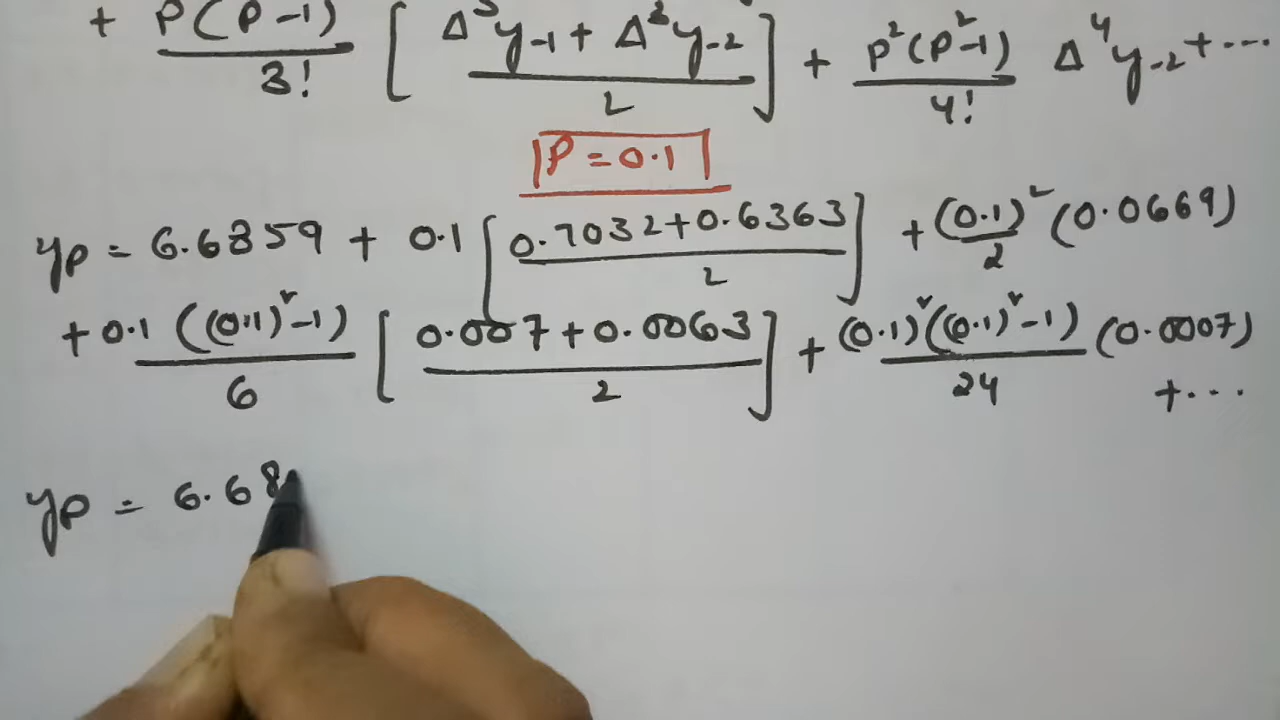 + P(P-1)/3! [ Δ³y₋₁ + Δ³y₋₂ / 2 ] + P²(P²-1)/4! Δ⁴y₋₂ + ...
P = 0.1
yp = 6.6859 + 0.1 [ 0.7032+0.6363 / 2 ] + (0.1)²/2 (0.0669)
+ 0.1 ((0.1)²-1)/6 [ 0.007+0.0063 / 2 ] + (0.1)²((0.1)²-1)/24 (0.0007)
+ ...
yp = 6.68